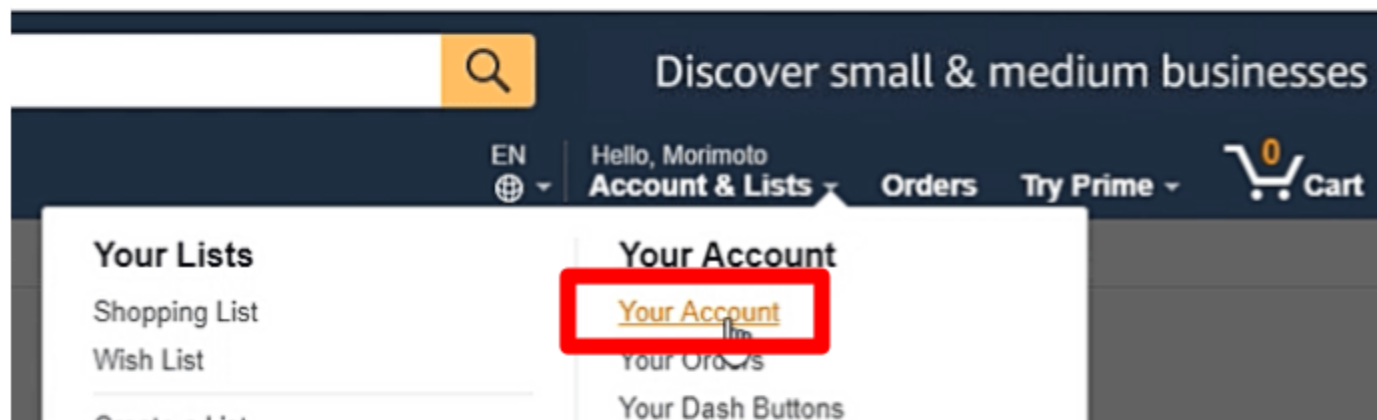 Discover small & medium businesses
EN
Hello, Morimoto
Account & Lists
Orders
Try Prime
0
Cart
Your Lists
Shopping List
Wish List
Your Account
Your Account
Your Orders
Your Dash Buttons